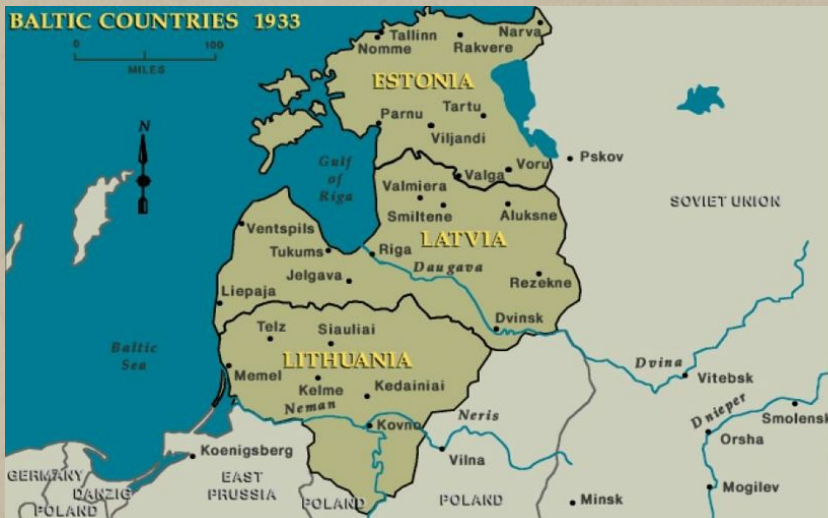 BALTIC COUNTRIES 1933
0 100
MILES
N
Tallinn
Nomme
Rakvere
Narva
ESTONIA
Parnu
Tartu
Viljandi
Voru
Pskov
Gulf
of
Riga
Valga
Valmiera
Smiltene
Aluksne
SOVIET UNION
Ventspils
Tukums
Riga
LATVIA
Daugava
Jelgava
Rezekne
Liepaja
Dvinsk
Telz
Siauliai
Baltic
Sea
LITHUANIA
Memel
Kelme
Kedainiai
Dvina
Vitebsk
Neman
Neris
Dnieper
Smolensk
Kovno
Orsha
Koenigsberg
Vilna
GERMANY
DANZIG
POLAND
EAST
PRUSSIA
POLAND
POLAND
Minsk
Mogilev